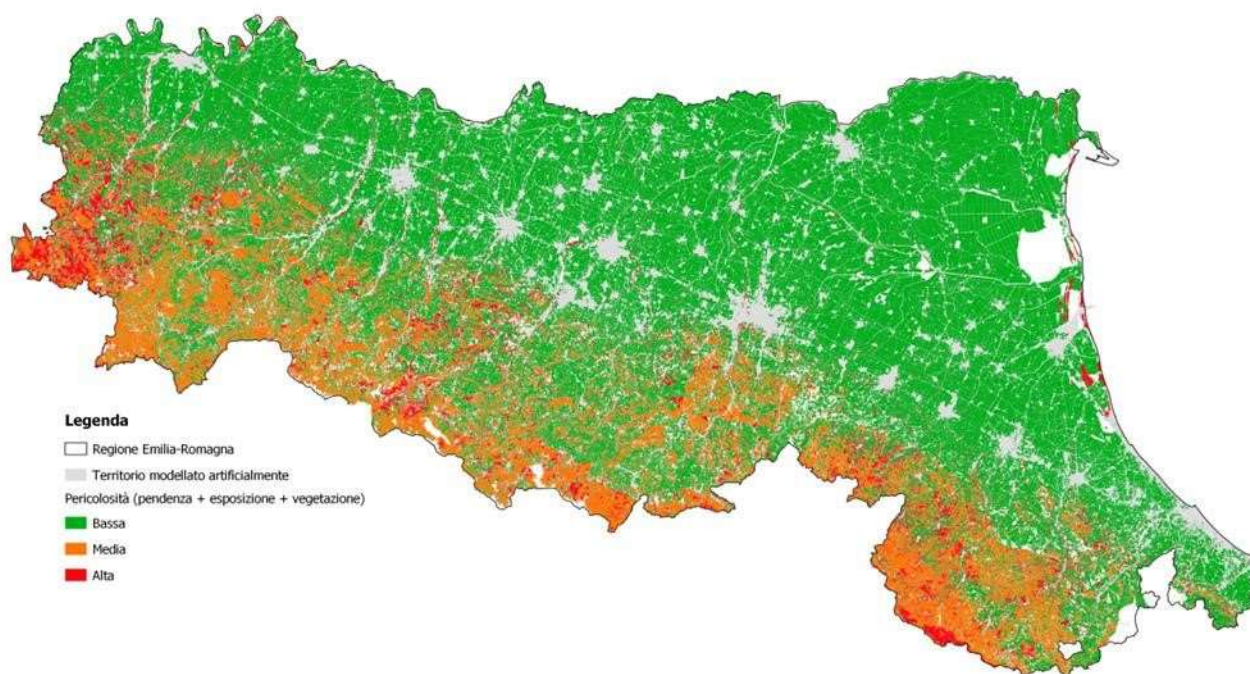 Legenda
Regione Emilia-Romagna
Territorio modellato artificialmente
Pericolosità (pendenza + esposizione + vegetazione)
Bassa
Media
Alta